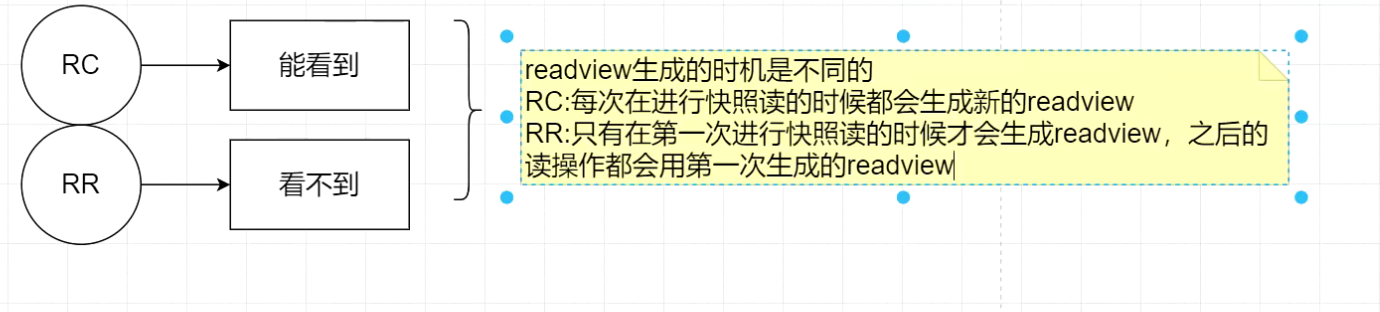 RC
能看到
RR
看不到
readview生成的时机是不同的
RC:每次在进行快照读的时候都会生成新的readview
RR:只有在第一次进行快照读的时候才会生成readview，之后的
读操作都会用第一次生成的readview